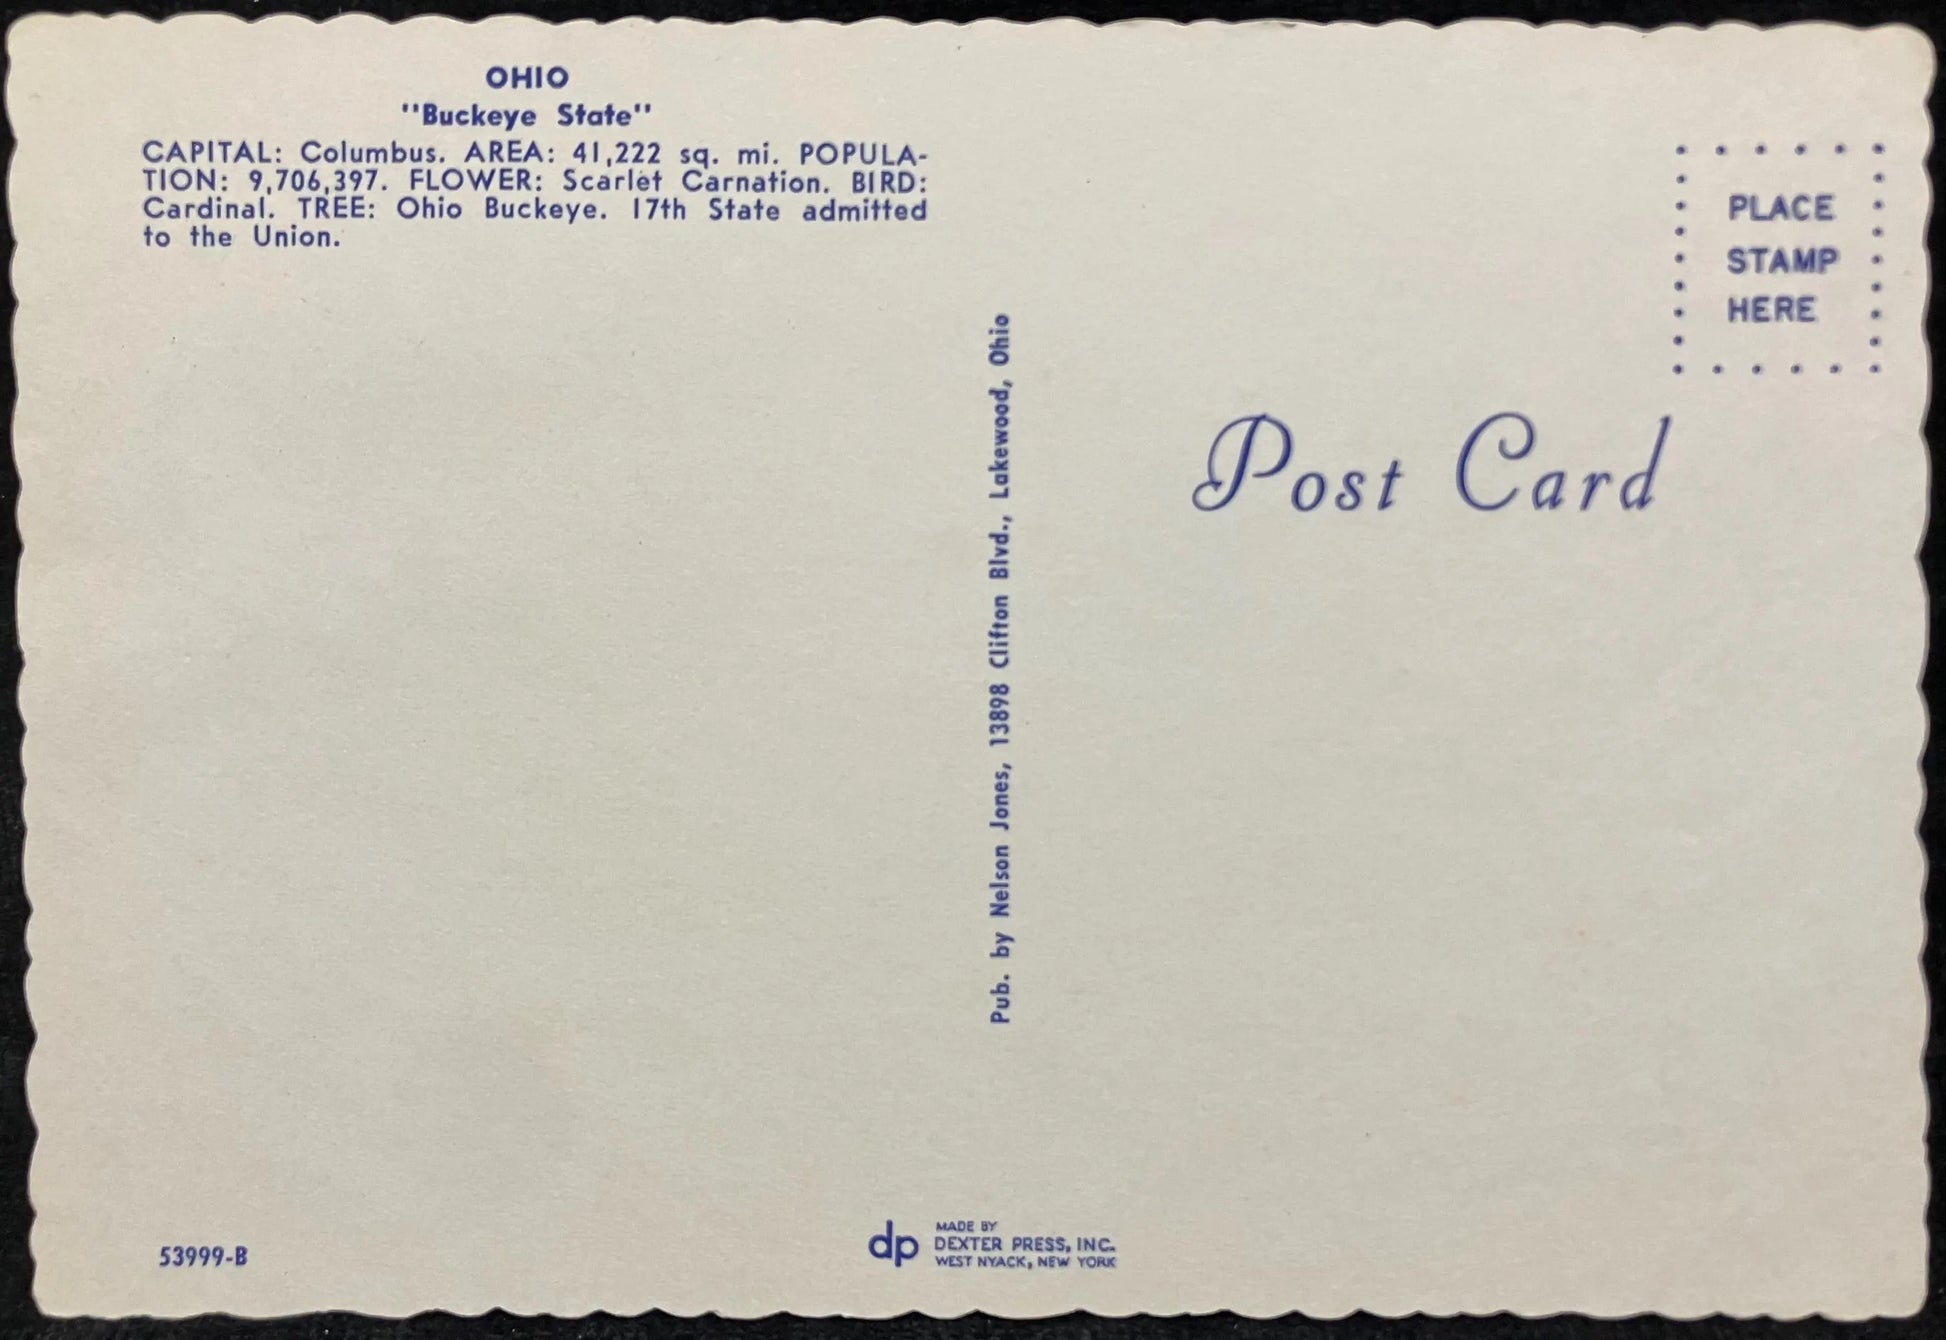 OHIO
"Buckeye State"
CAPITAL: Columbus. AREA: 41,222 sq. mi. POPULA-
TION: 9,706,397. FLOWER: Scarlet Carnation. BIRD:
Cardinal. TREE: Ohio Buckeye. 17th State admitted
to the Union.
Pub. by Nelson Jones, 13898 Clifton Blvd., Lakewood, Ohio
PLACE
STAMP
HERE
Post Card
53999-B
dp
MADE BY
DEXTER PRESS, INC.
WEST NYACK, NEW YORK